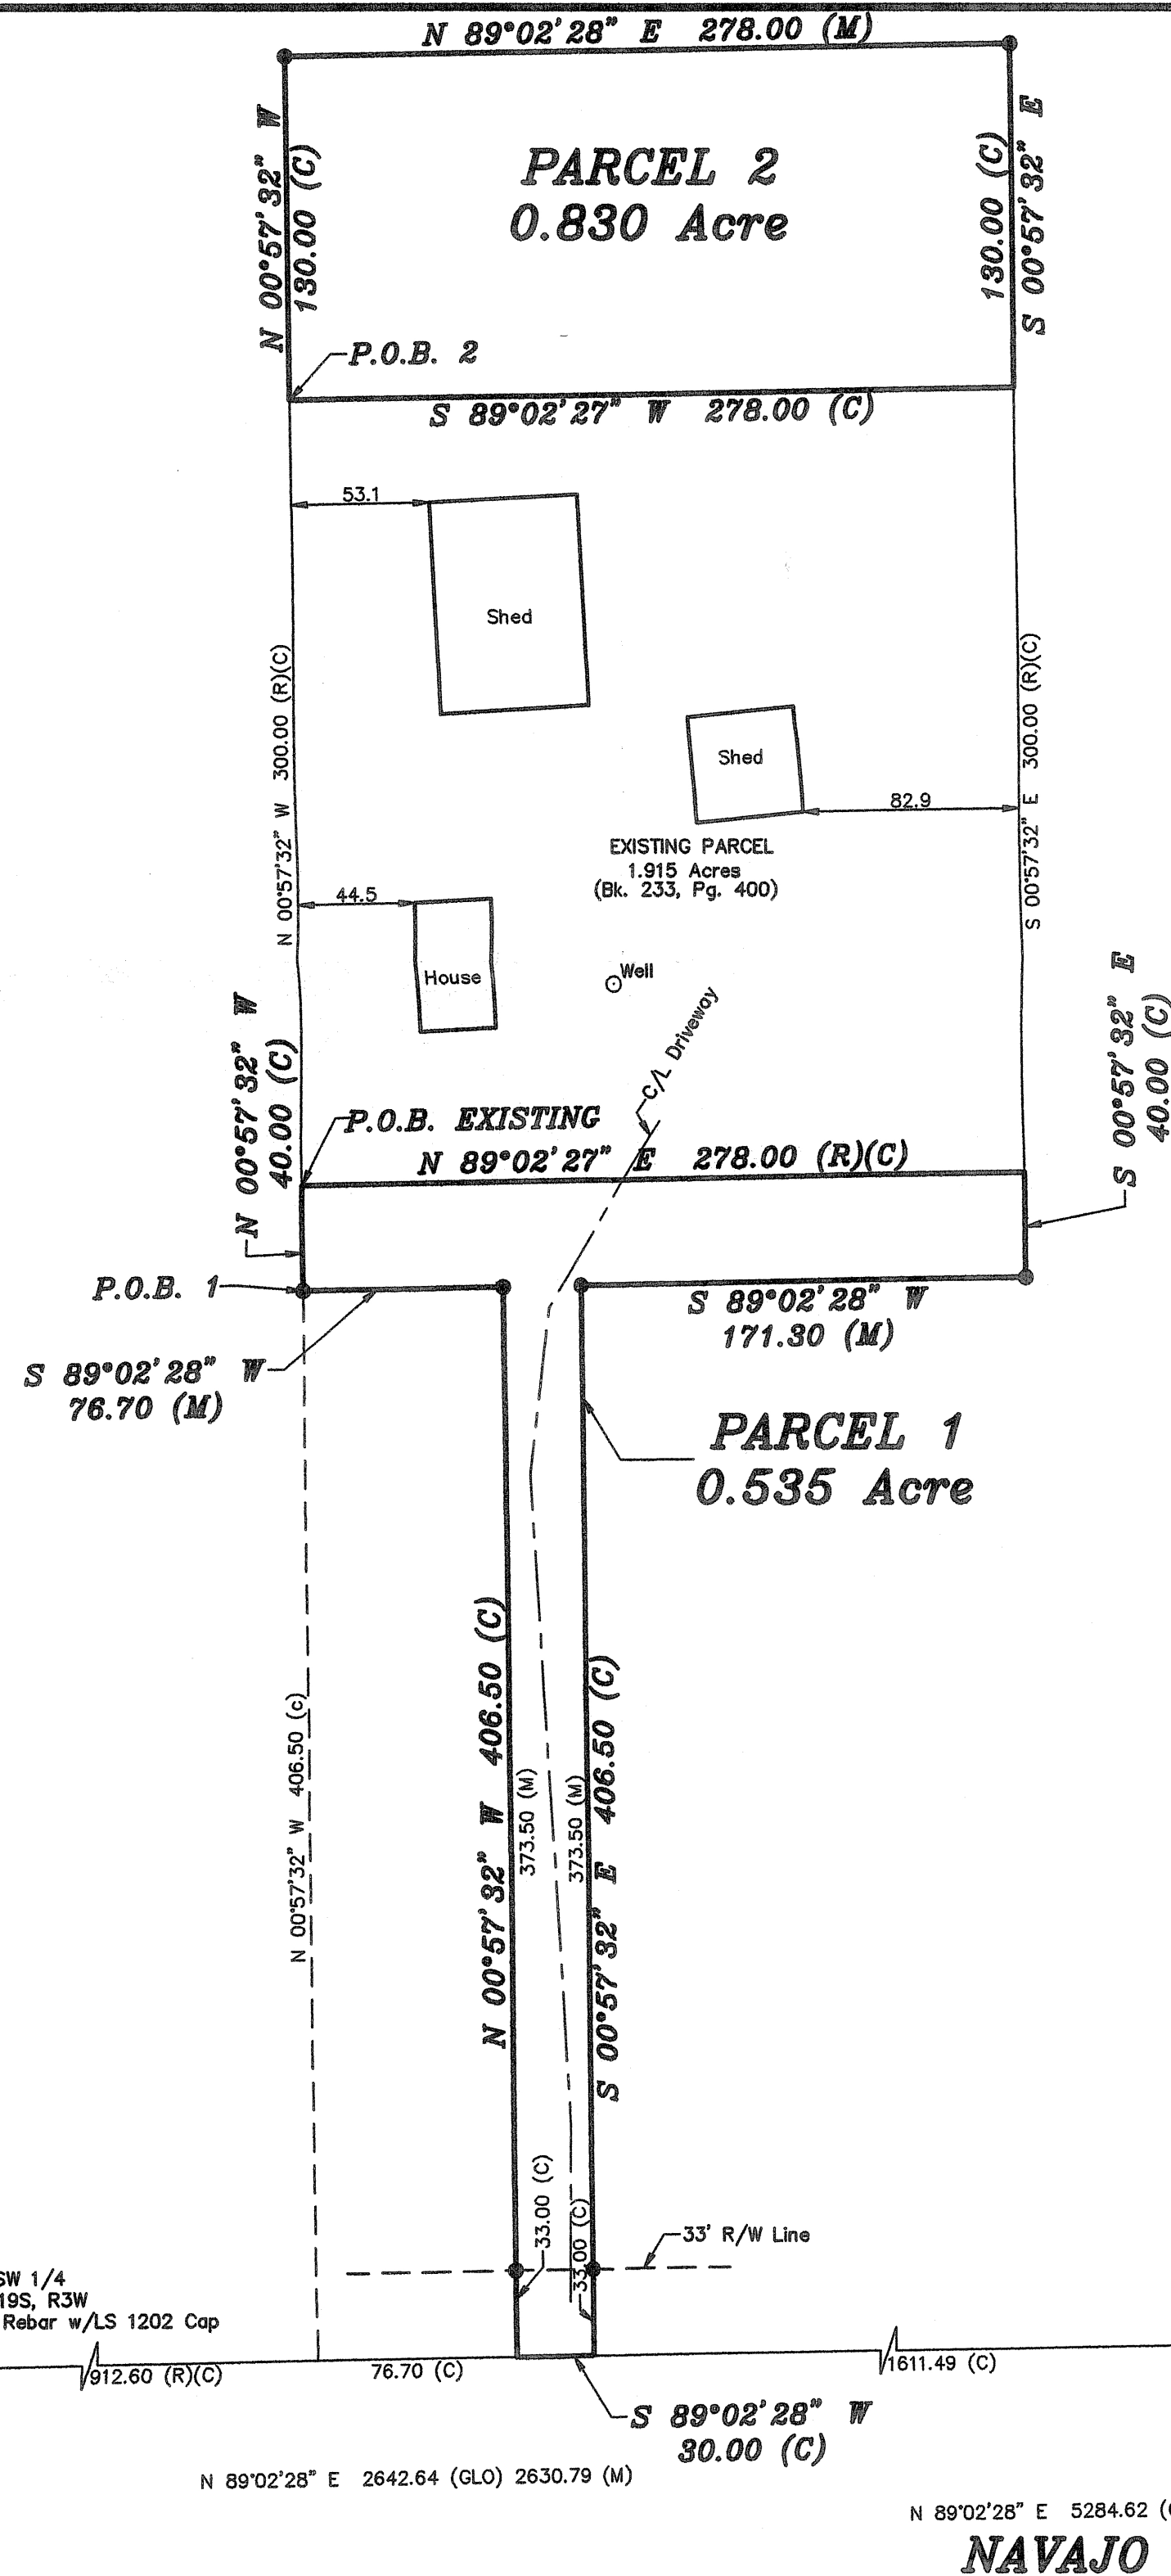 N 89°02'28" E 278.00 (M)
N 00°57'32" W
130.00 (C)
PARCEL 2
0.830 Acre
130.00 (C)
S 00°57'32" E
P.O.B. 2
S 89°02'27" W 278.00 (C)
53.1
Shed
N 00°57'32" W 300.00 (R)(C)
Shed
82.9
S 00°57'32" E 300.00 (R)(C)
EXISTING PARCEL
1.915 Acres
(Bk. 233, Pg. 400)
44.5
House
Well
C/L Driveway
N 00°57'32" W
40.00 (C)
S 00°57'32" E
40.00 (C)
P.O.B. EXISTING
N 89°02'27" E 278.00 (R)(C)
P.O.B. 1
S 89°02'28" W
171.30 (M)
S 89°02'28" W
76.70 (M)
PARCEL 1
0.535 Acre
N 00°57'32" W 406.50 (c)
N 00°57'32" W 406.50 (C)
373.50 (M)
373.50 (M)
S 00°57'32" E 406.50 (C)
33.00 (C)
33.00 (C)
33' R/W Line
SW 1/4
19S, R3W
Rebar w/LS 1202 Cap
912.60 (R)(C)
76.70 (C)
1611.49 (C)
S 89°02'28" W
30.00 (C)
N 89°02'28" E 2642.64 (GLO) 2630.79 (M)
N 89°02'28" E 5284.62 (
NAVAJO